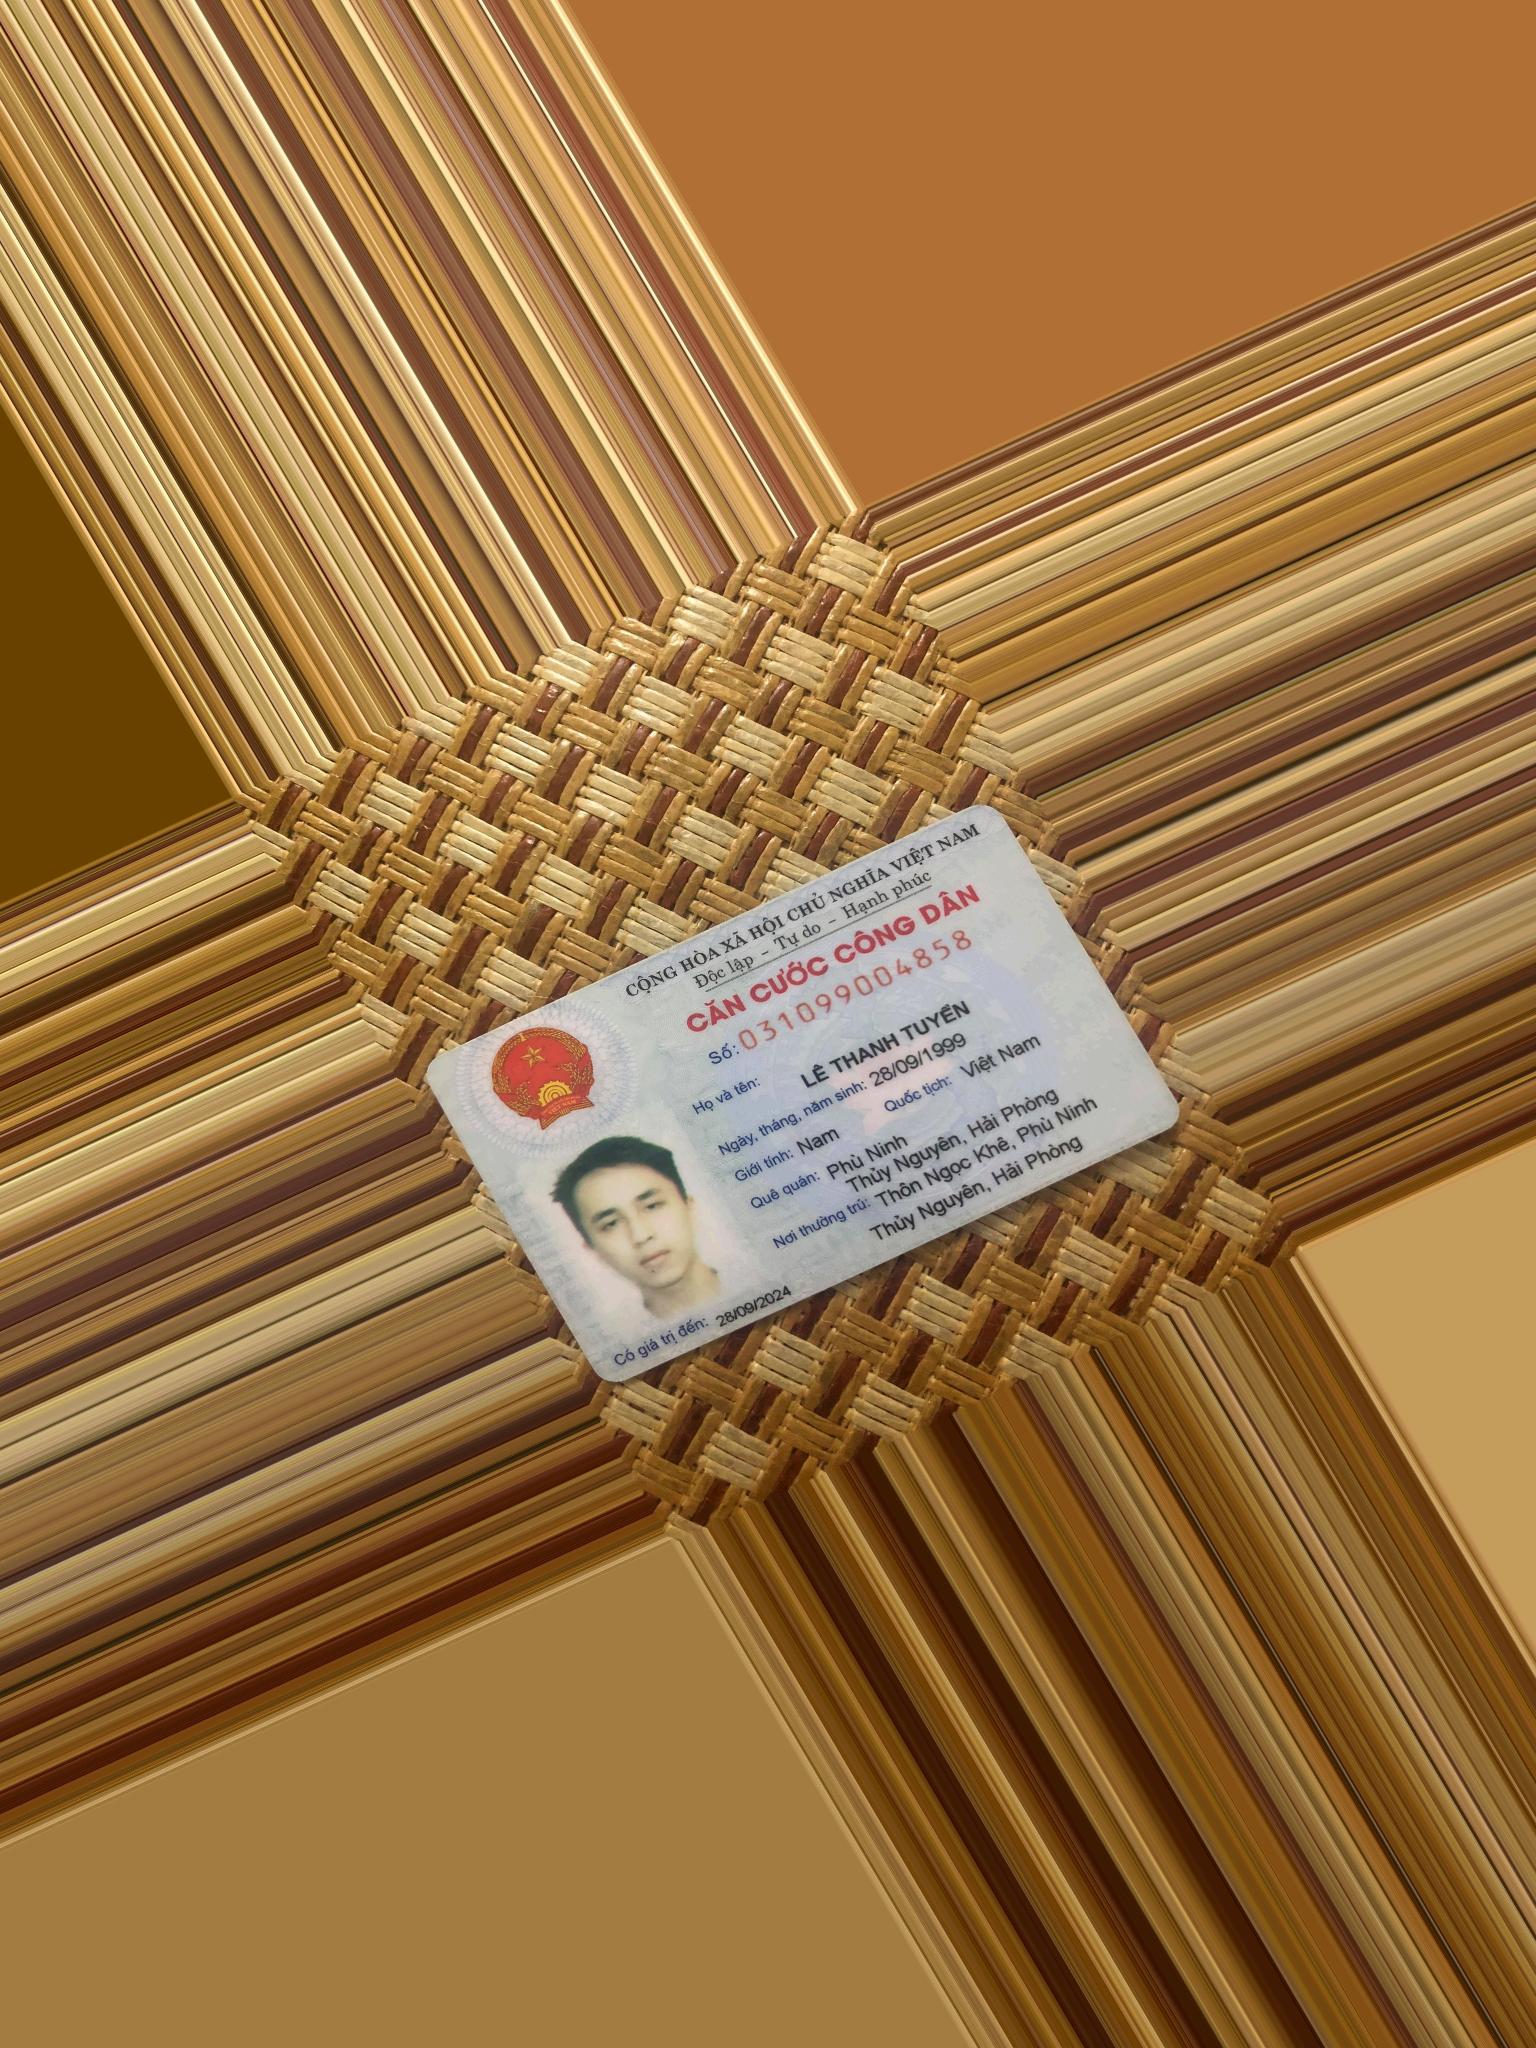 CỘNG HÒA XÃ HỘI CHỦ NGHĨA VIỆT NAM
Độc lập - Tự do - Hạnh phúc
CĂN CƯỚC CÔNG DÂN
Số: 031099004858
Họ và tên: LÊ THANH TUYỂN
Ngày, tháng, năm sinh: 28/09/1999
Giới tính: Nam Quốc tịch: Việt Nam
Quê quán: Phù Ninh
Thủy Nguyên, Hải Phòng
Nơi thường trú: Thôn Ngọc Khê, Phù Ninh
Thủy Nguyên, Hải Phòng
Có giá trị đến: 28/09/2024